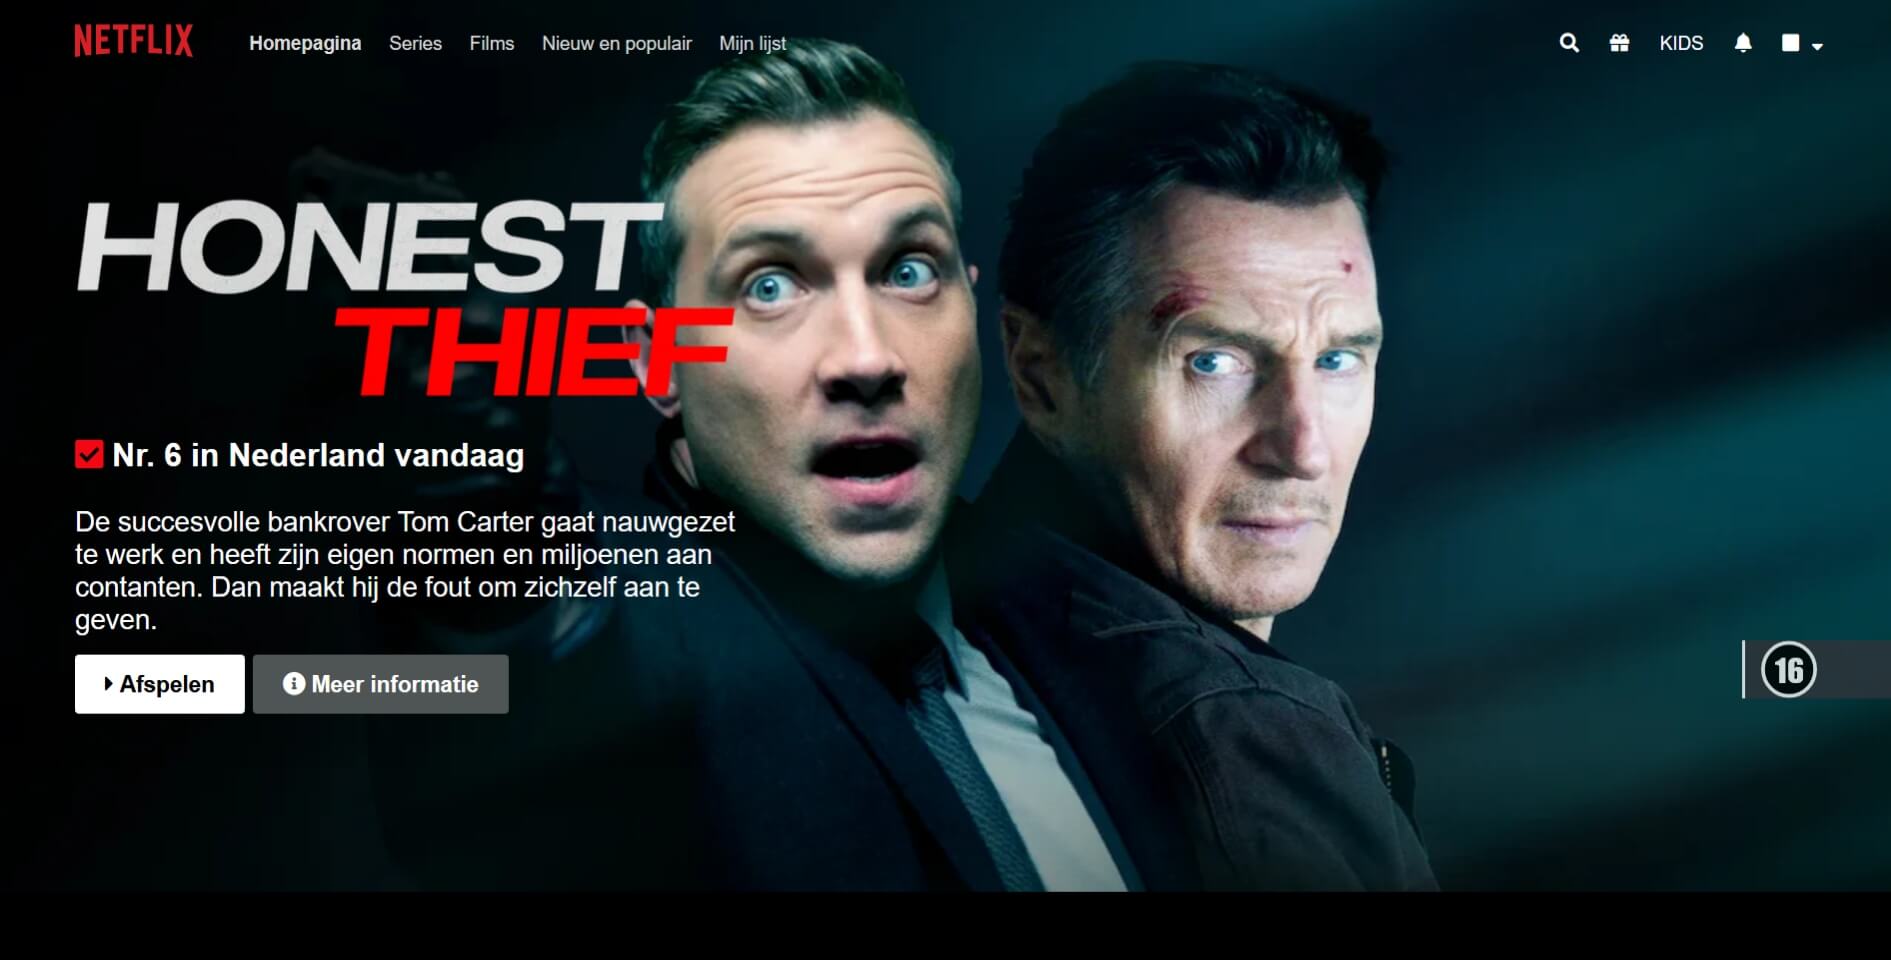 NETFLIX
Homepagina
Series
Films
Nieuw en populair
Mijn lijst
KIDS
HONEST
THIEF
Nr. 6 in Nederland vandaag
De succesvolle bankrover Tom Carter gaat nauwgezet
te werk en heeft zijn eigen normen en miljoenen aan
contanten. Dan maakt hij de fout om zichzelf aan te
geven.
Afspelen
Meer informatie
16